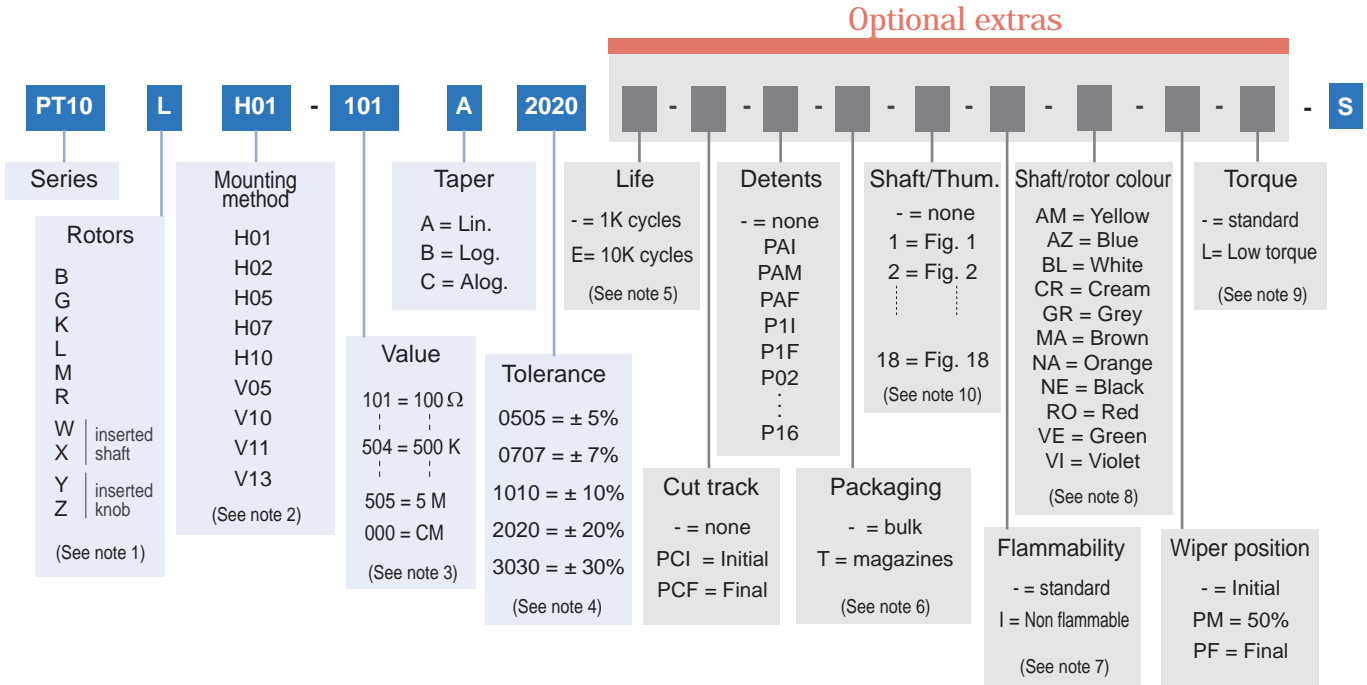 Optional extras
PT10 L H01 - 101 A 2020 - - - - - - - - - S
Series
Rotors
B
G
K
L
M
R
W
X
inserted
shaft
Y
Z
inserted
knob
(See note 1)
Mounting
method
H01
H02
H05
H07
H10
V05
V10
V11
V13
(See note 2)
Value
101 = 100 Ω
504 = 500 K
505 = 5 M
000 = CM
(See note 3)
Taper
A = Lin.
B = Log.
C = Alog.
Tolerance
0505 = ± 5%
0707 = ± 7%
1010 = ± 10%
2020 = ± 20%
3030 = ± 30%
(See note 4)
Life
- = 1K cycles
E= 10K cycles
(See note 5)
Cut track
- = none
PCI = Initial
PCF = Final
Detents
- = none
PAI
PAM
PAF
P1I
P1F
P02
:
P16
Packaging
- = bulk
T = magazines
(See note 6)
Shaft/Thum.
- = none
1 = Fig. 1
2 = Fig. 2
18 = Fig. 18
(See note 10)
Flammability
- = standard
I = Non flammable
(See note 7)
Shaft/rotor colour
AM = Yellow
AZ = Blue
BL = White
CR = Cream
GR = Grey
MA = Brown
NA = Orange
NE = Black
RO = Red
VE = Green
VI = Violet
(See note 8)
Wiper position
- = Initial
PM = 50%
PF = Final
Torque
- = standard
L= Low torque
(See note 9)